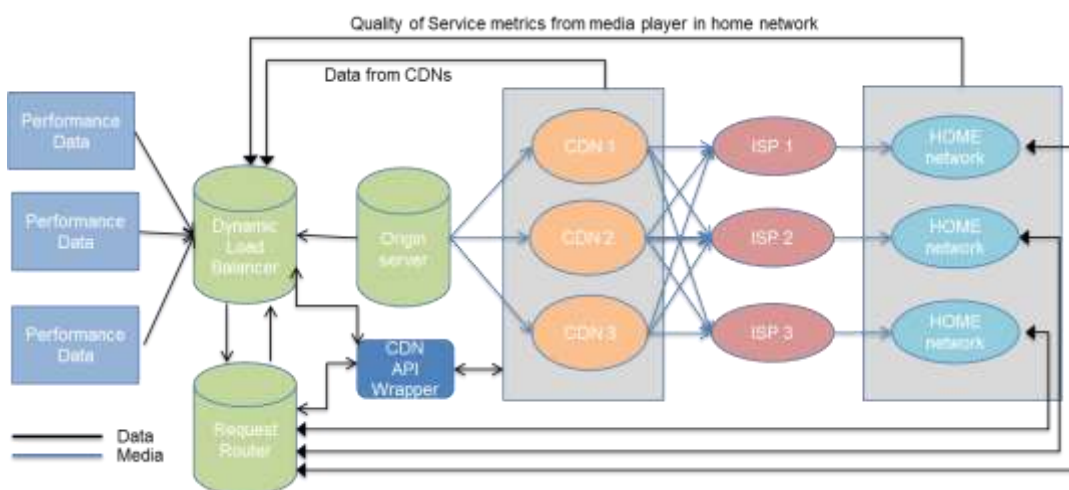 Quality of Service metrics from media player in home network
Data from CDNs
Performance
Data
Performance
Data
Performance
Data
Dynamic
Load
Balancer
Origin
server
CDN 1
CDN 2
CDN 3
ISP 1
ISP 2
ISP 3
HOME
network
HOME
network
HOME
network
CDN
API
Wrapper
Request
Router
Data
Media